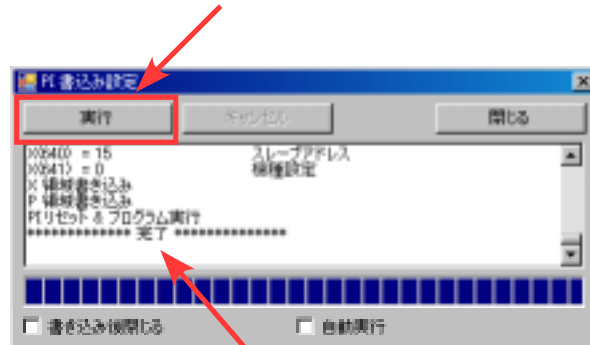 PI 書込み設定
実行 キャンセル 閉じる
X(0640) = 15 スレーブアドレス
X(0641) = 0 機種設定
X 領域書き込み
P 領域書き込み
PIリセット & プログラム実行
************* 完了 **************
書き込み後閉じる 自動実行